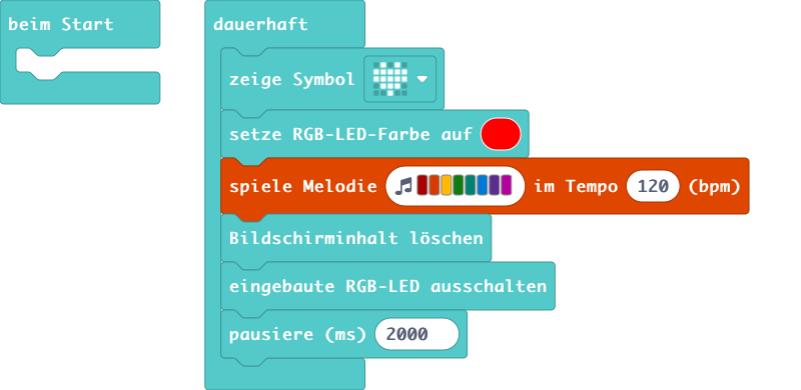 beim Start
dauerhaft
zeige Symbol
setze RGB-LED-Farbe auf
spiele Melodie im Tempo 120 (bpm)
Bildschirminhalt löschen
eingebaute RGB-LED ausschalten
pausiere (ms) 2000